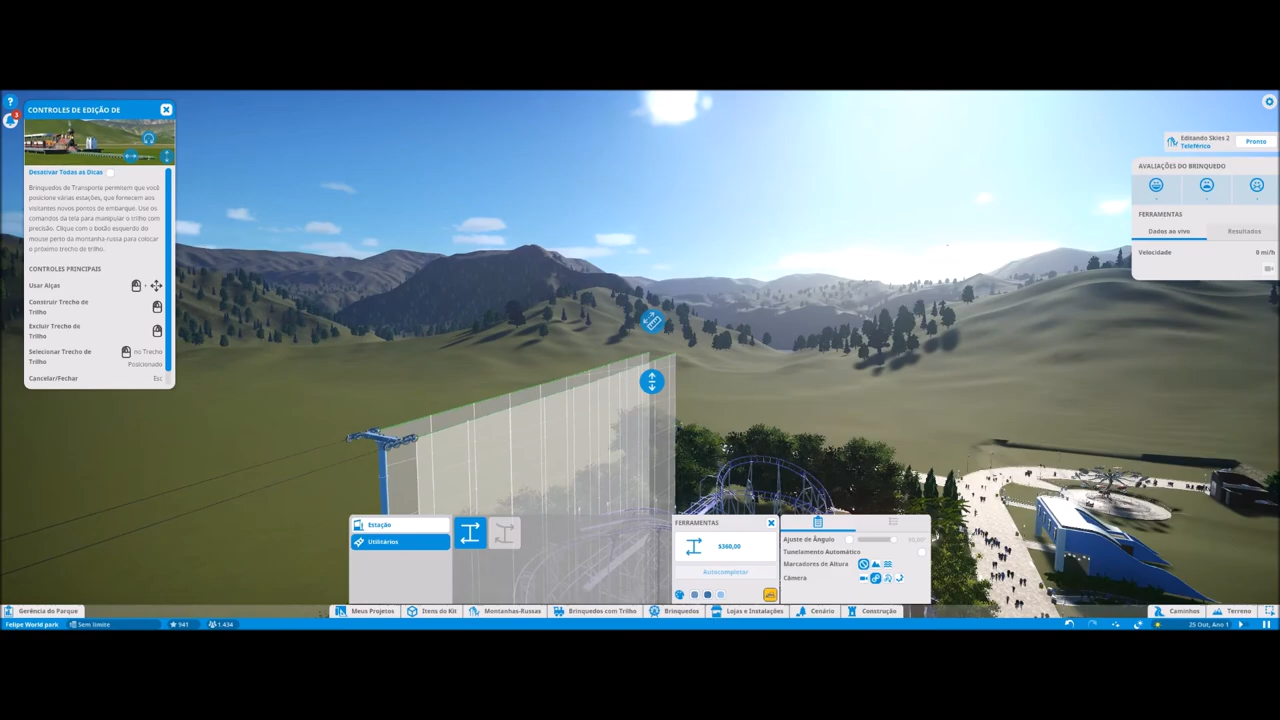 ?
3
CONTROLES DE EDIÇÃO DE
Desativar Todas as Dicas
Brinquedos de Transporte permitem que você
posicione várias estações, que fornecem aos
visitantes novos pontos de embarque. Use os
comandos da tela para manipular o trilho com
precisão. Clique com o botão esquerdo do
mouse perto da montanha-russa para colocar
o próximo trecho de trilho.
CONTROLES PRINCIPAIS
Usar Alças
Construir Trecho de
Trilho
Excluir Trecho de
Trilho
Selecionar Trecho de
Trilho
no Trecho
Posicionado
Cancelar/Fechar
Esc
Editando Skies 2
Teleférico
Pronto
AVALIAÇÕES DO BRINQUEDO
FERRAMENTAS
Dados ao vivo
Resultados
Velocidade
0 mi/h
Estação
Utilitários
FERRAMENTAS
$360,00
Autocompletar
Ajuste de Ângulo
90,00°
Tunelamento Automático
Marcadores de Altura
Câmera
Gerência do Parque
Meus Projetos
Itens do Kit
Montanhas-Russas
Brinquedos com Trilho
Brinquedos
Lojas e Instalações
Cenário
Construção
Caminhos
Terreno
Felipe World park
Sem limite
941
1.434
25 Out, Ano 1